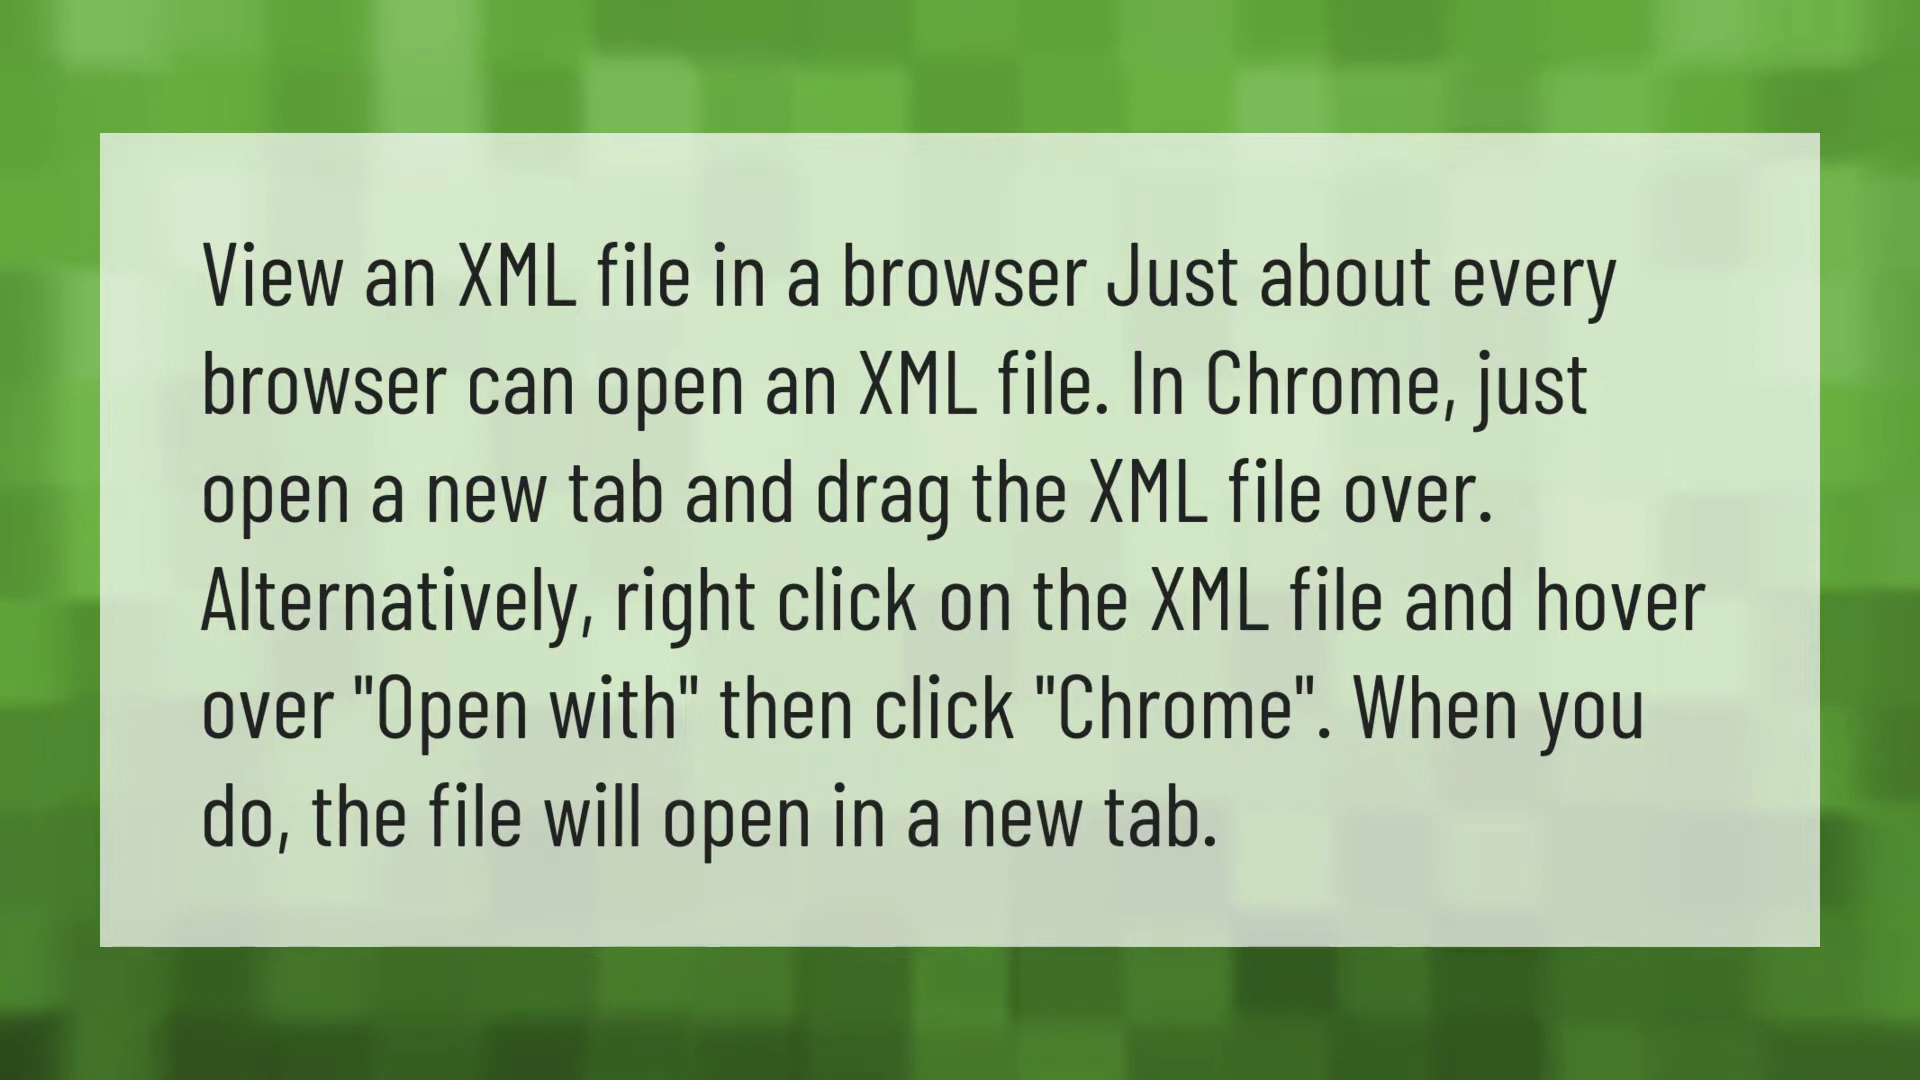 View an XML file in a browser Just about every
browser can open an XML file. In Chrome, just
open a new tab and drag the XML file over.
Alternatively, right click on the XML file and hover
over "Open with" then click "Chrome". When you
do, the file will open in a new tab.